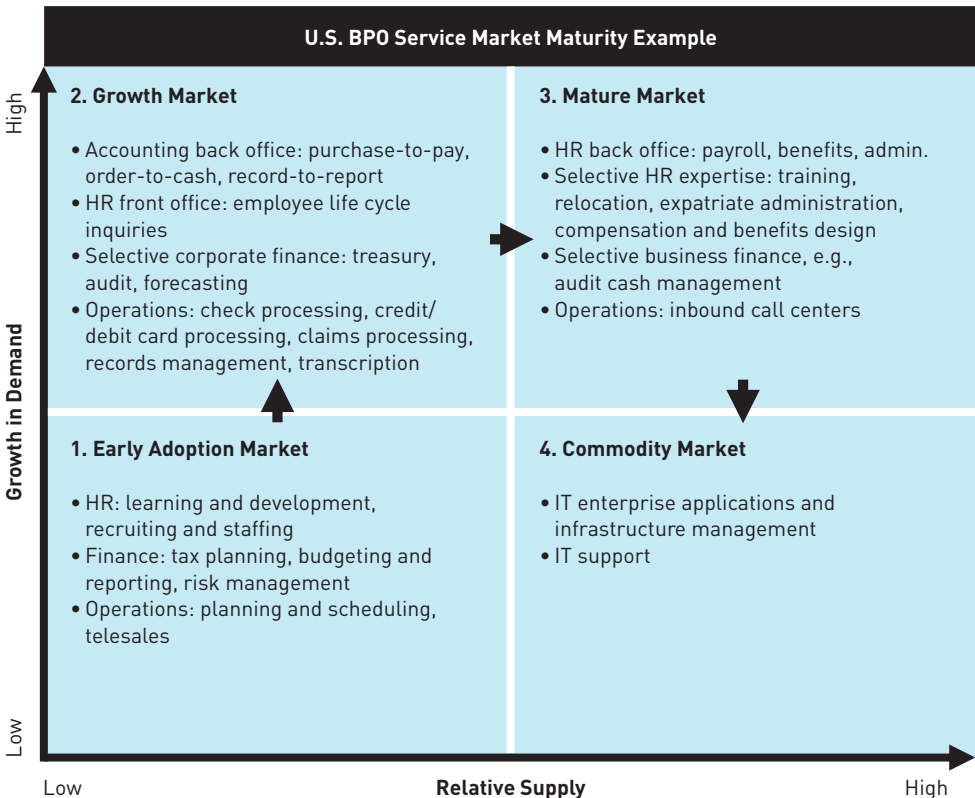 U.S. BPO Service Market Maturity Example
High
2. Growth Market
• Accounting back office: purchase-to-pay,
order-to-cash, record-to-report
• HR front office: employee life cycle
inquiries
• Selective corporate finance: treasury,
audit, forecasting
• Operations: check processing, credit/
debit card processing, claims processing,
records management, transcription
3. Mature Market
• HR back office: payroll, benefits, admin.
• Selective HR expertise: training,
relocation, expatriate administration,
compensation and benefits design
• Selective business finance, e.g.,
audit cash management
• Operations: inbound call centers
Growth in Demand
1. Early Adoption Market
• HR: learning and development,
recruiting and staffing
• Finance: tax planning, budgeting and
reporting, risk management
• Operations: planning and scheduling,
telesales
4. Commodity Market
• IT enterprise applications and
infrastructure management
• IT support
Low
Low
Relative Supply
High